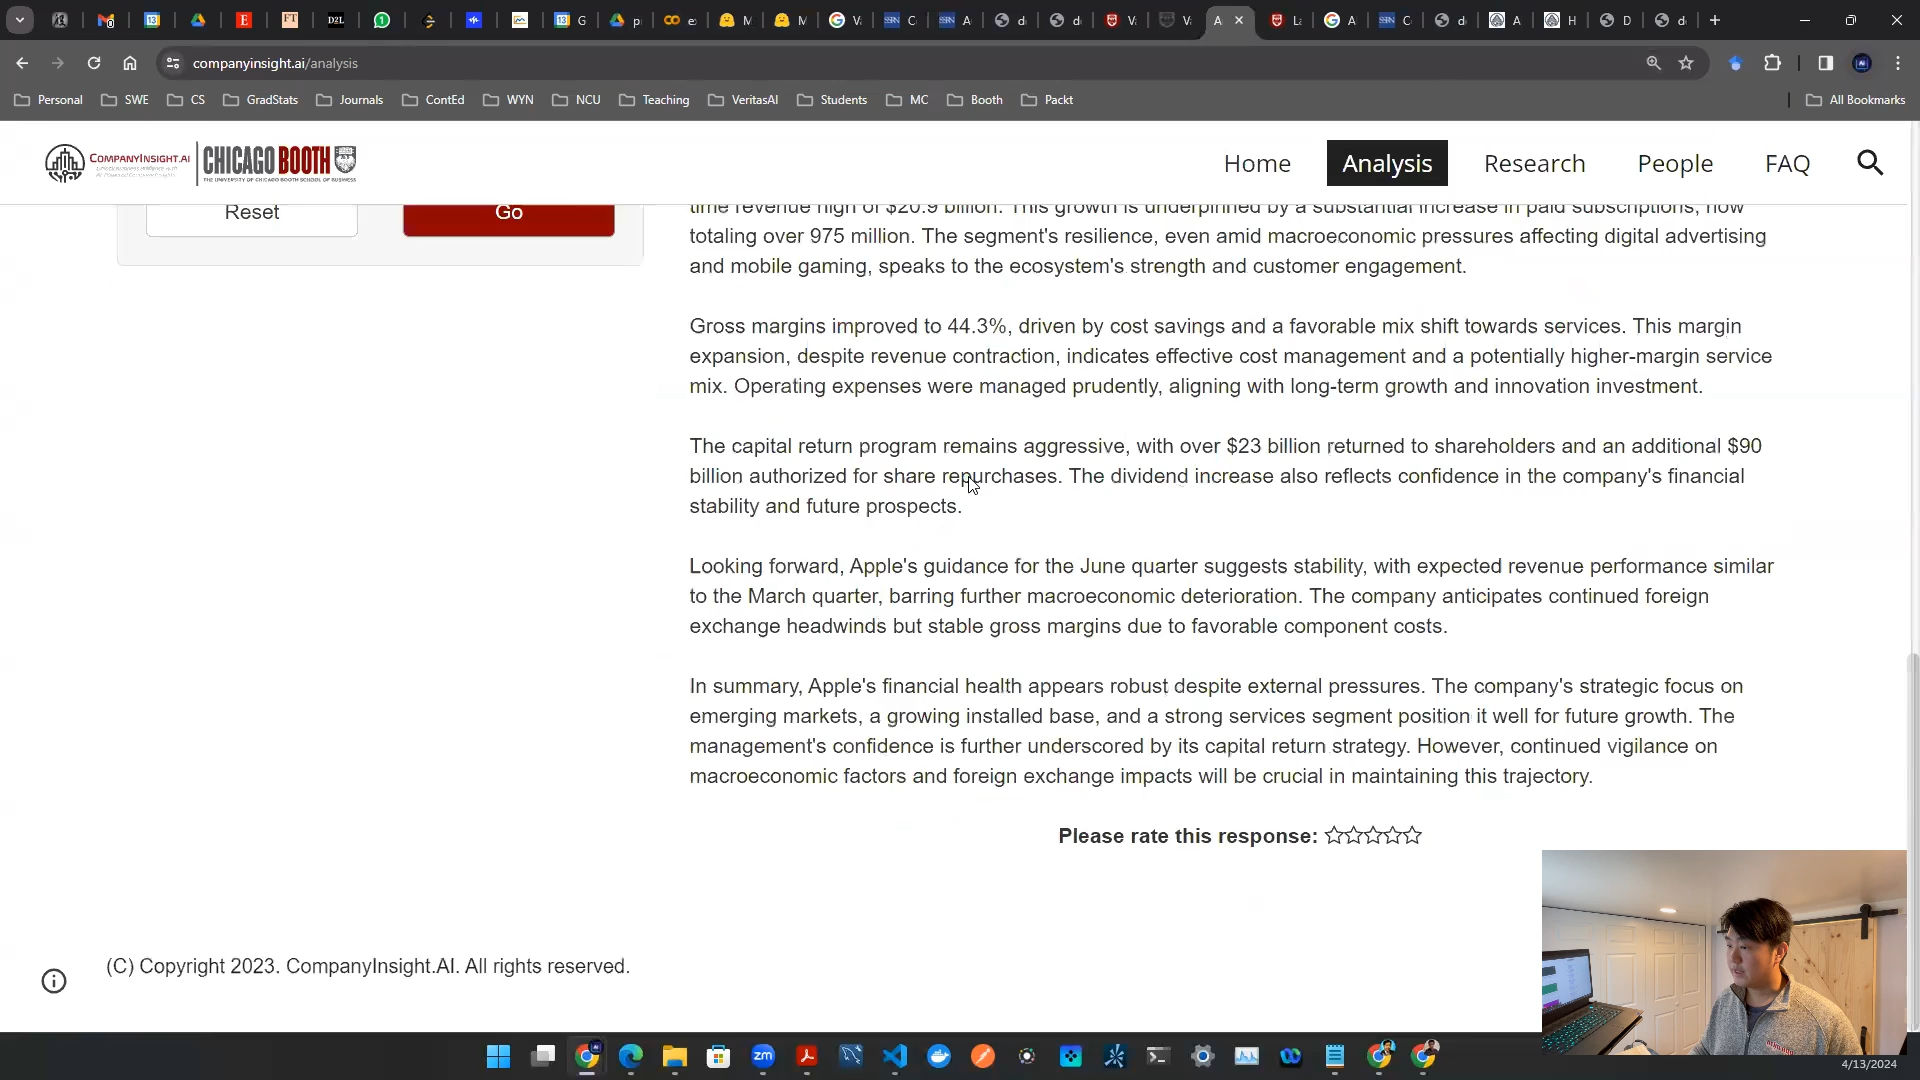 E
FT
D2L
G
p
e
M
M
V
C
A
d
d
V
V
A
L
A
C
d
A
H
D
d
companyinsight.ai/analysis
Personal
SWE
CS
GradStats
Journals
ContEd
WYN
NCU
Teaching
VeritasAI
Students
MC
Booth
Packt
All Bookmarks
COMPANYINSIGHT.AI
CHICAGO BOOTH
THE UNIVERSITY OF CHICAGO BOOTH SCHOOL OF BUSINESS
Home
Analysis
Research
People
FAQ
Reset
Go
time revenue high of $20.9 billion. This growth is underpinned by a substantial increase in paid subscriptions, now
totaling over 975 million. The segment's resilience, even amid macroeconomic pressures affecting digital advertising
and mobile gaming, speaks to the ecosystem's strength and customer engagement.
Gross margins improved to 44.3%, driven by cost savings and a favorable mix shift towards services. This margin
expansion, despite revenue contraction, indicates effective cost management and a potentially higher-margin service
mix. Operating expenses were managed prudently, aligning with long-term growth and innovation investment.
The capital return program remains aggressive, with over $23 billion returned to shareholders and an additional $90
billion authorized for share repurchases. The dividend increase also reflects confidence in the company's financial
stability and future prospects.
Looking forward, Apple's guidance for the June quarter suggests stability, with expected revenue performance similar
to the March quarter, barring further macroeconomic deterioration. The company anticipates continued foreign
exchange headwinds but stable gross margins due to favorable component costs.
In summary, Apple's financial health appears robust despite external pressures. The company's strategic focus on
emerging markets, a growing installed base, and a strong services segment position it well for future growth. The
management's confidence is further underscored by its capital return strategy. However, continued vigilance on
macroeconomic factors and foreign exchange impacts will be crucial in maintaining this trajectory.
Please rate this response:
(C) Copyright 2023. CompanyInsight.AI. All rights reserved.
zm
4/13/2024